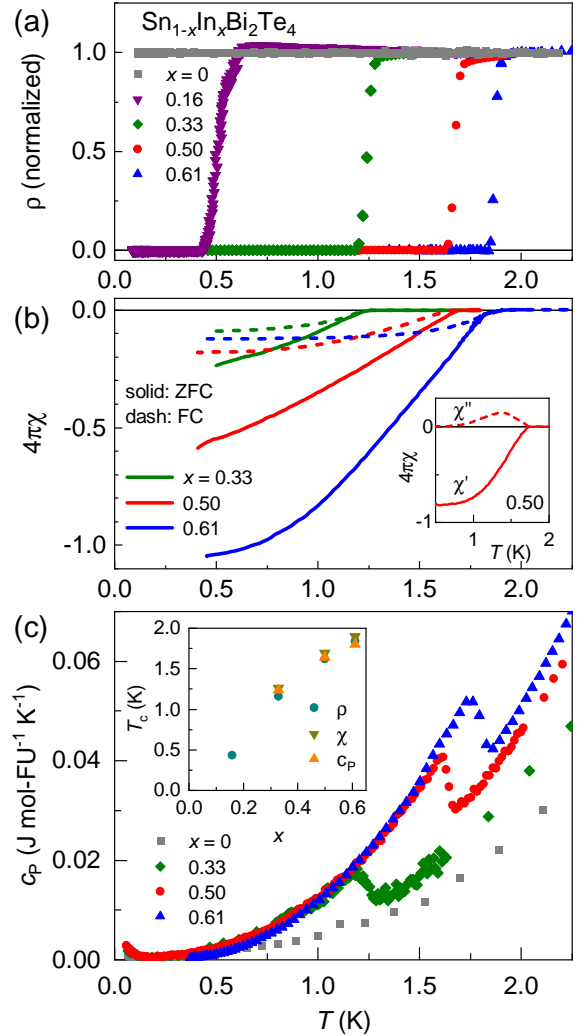 (a)
Sn₁₋ₓInₓBi₂Te₄
ρ (normalized)
1.0
0.0
x = 0
0.16
0.33
0.50
0.61
0.0 0.5 1.0 1.5 2.0
(b)
4πχ
0.0
-0.5
-1.0
solid: ZFC
dash: FC
x = 0.33
0.50
0.61
χ''
χ'
4πχ
0
-1
0.50
1 2
T (K)
0.0 0.5 1.0 1.5 2.0
(c)
c_P (J mol-FU⁻¹ K⁻¹)
0.06
0.04
0.02
0.00
T_c (K)
2.0
1.5
1.0
0.5
0.0
0.0 0.2 0.4 0.6
x
ρ
χ
c_P
x = 0
0.33
0.50
0.61
0.0 0.5 1.0 1.5 2.0
T (K)